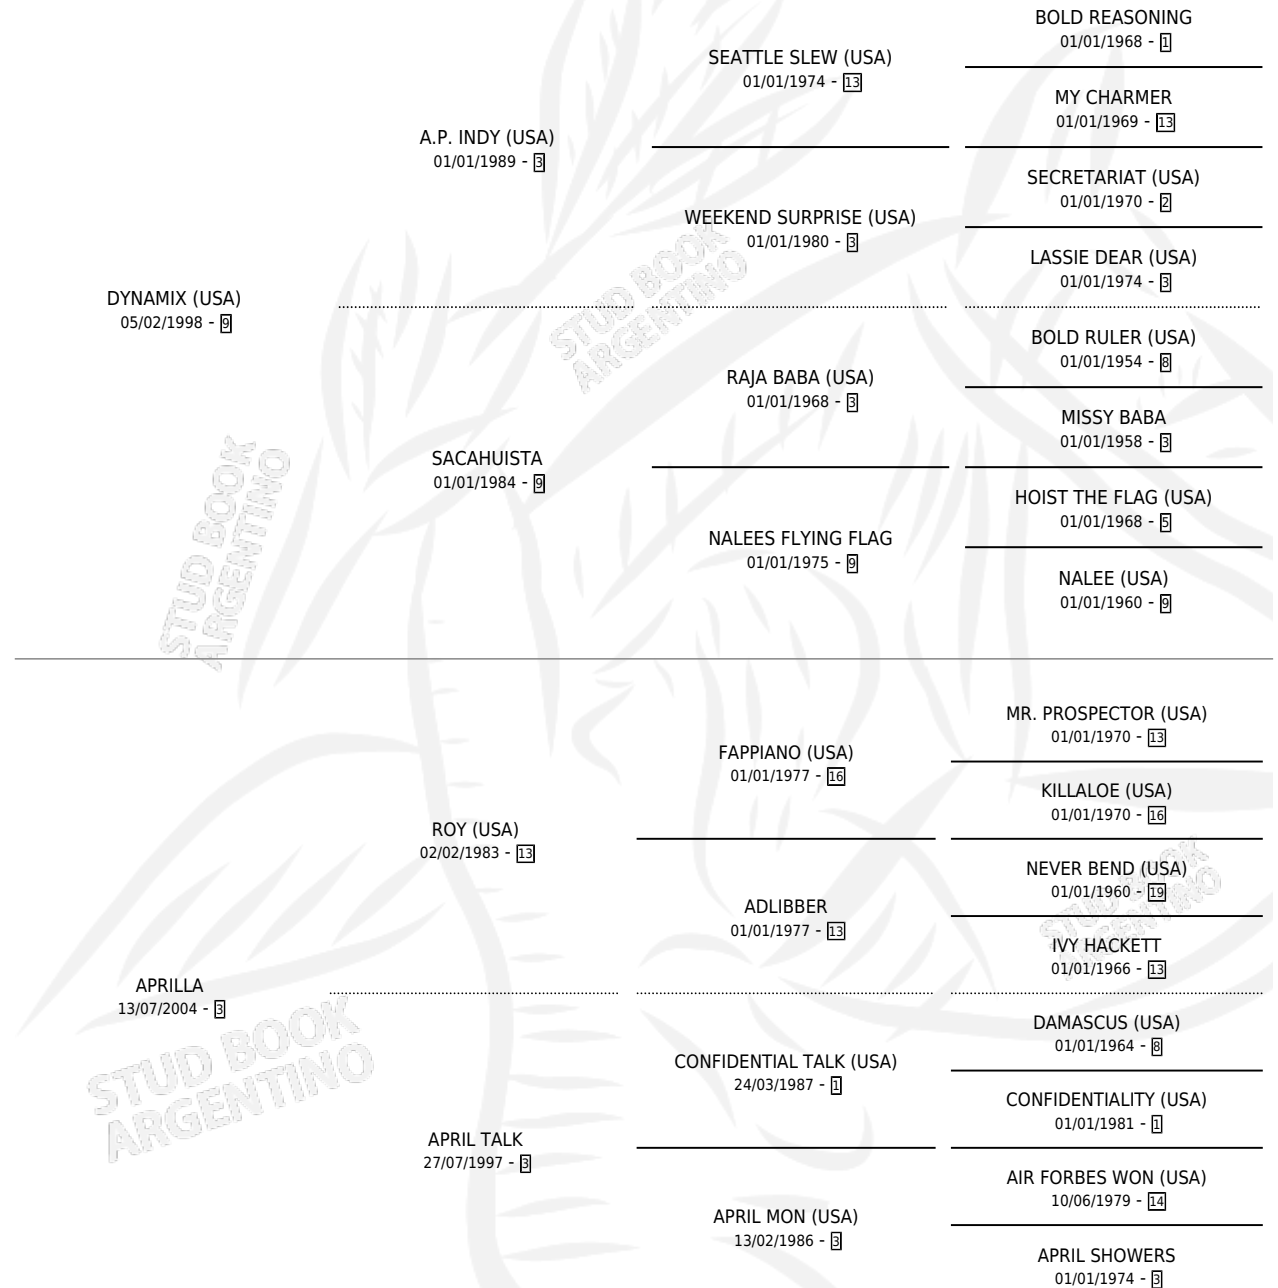 BOLD REASONING
01/01/1968 - 1
SEATTLE SLEW (USA)
01/01/1974 - 13
MY CHARMER
01/01/1969 - 13
A.P. INDY (USA)
01/01/1989 - 3
SECRETARIAT (USA)
01/01/1970 - 2
WEEKEND SURPRISE (USA)
01/01/1980 - 3
LASSIE DEAR (USA)
01/01/1974 - 3
DYNAMIX (USA)
05/02/1998 - 9
BOLD RULER (USA)
01/01/1954 - 8
RAJA BABA (USA)
01/01/1968 - 3
MISSY BABA
01/01/1958 - 3
SACAHUISTA
01/01/1984 - 9
HOIST THE FLAG (USA)
01/01/1968 - 5
NALEES FLYING FLAG
01/01/1975 - 9
NALEE (USA)
01/01/1960 - 9
MR. PROSPECTOR (USA)
01/01/1970 - 13
FAPPIANO (USA)
01/01/1977 - 16
KILLALOE (USA)
01/01/1970 - 16
ROY (USA)
02/02/1983 - 13
NEVER BEND (USA)
01/01/1960 - 19
ADLIBBER
01/01/1977 - 13
IVY HACKETT
01/01/1966 - 13
APRILLA
13/07/2004 - 3
DAMASCUS (USA)
01/01/1964 - 8
CONFIDENTIAL TALK (USA)
24/03/1987 - 1
CONFIDENTIALITY (USA)
01/01/1981 - 1
APRIL TALK
27/07/1997 - 3
AIR FORBES WON (USA)
10/06/1979 - 14
APRIL MON (USA)
13/02/1986 - 3
APRIL SHOWERS
01/01/1974 - 3
STUD BOOK
ARGENTINO
STUD BOOK
ARGENTINO
STUD BOOK
ARGENTINO
STUD BOOK
ARGENTINO